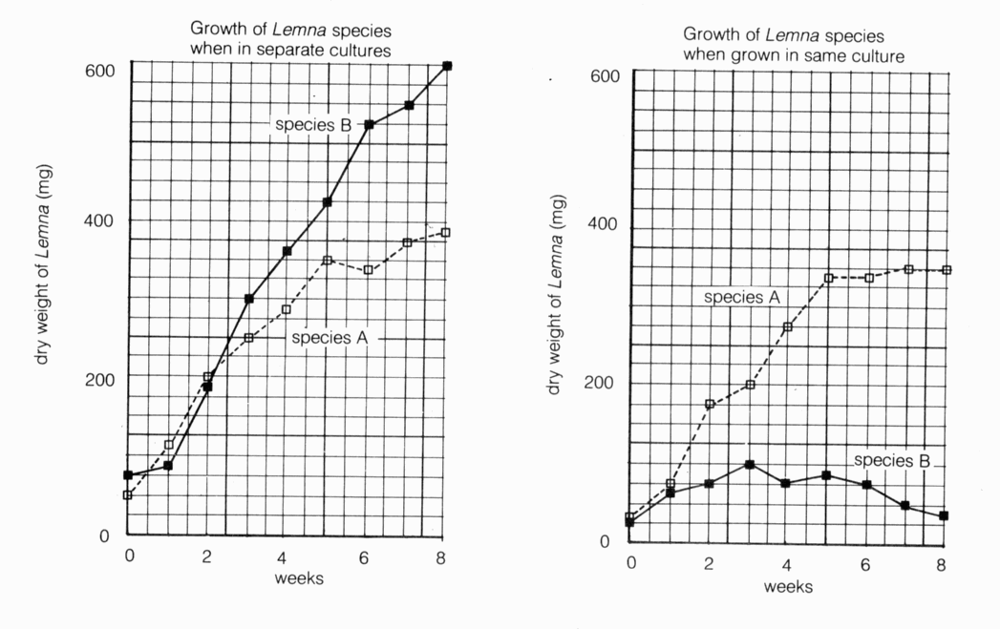 Growth of Lemna species
when in separate cultures
600
species B
400
species A
200
0
dry weight of Lemna (mg)
0 2 4 6 8
weeks
Growth of Lemna species
when grown in same culture
600
400
species A
200
species B
0
dry weight of Lemna (mg)
0 2 4 6 8
weeks